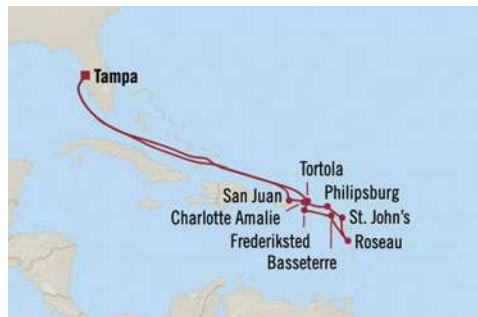 Tampa
Tortola
San Juan
Philipsburg
Charlotte Amalie
St. John's
Frederiksted
Roseau
Basseterre